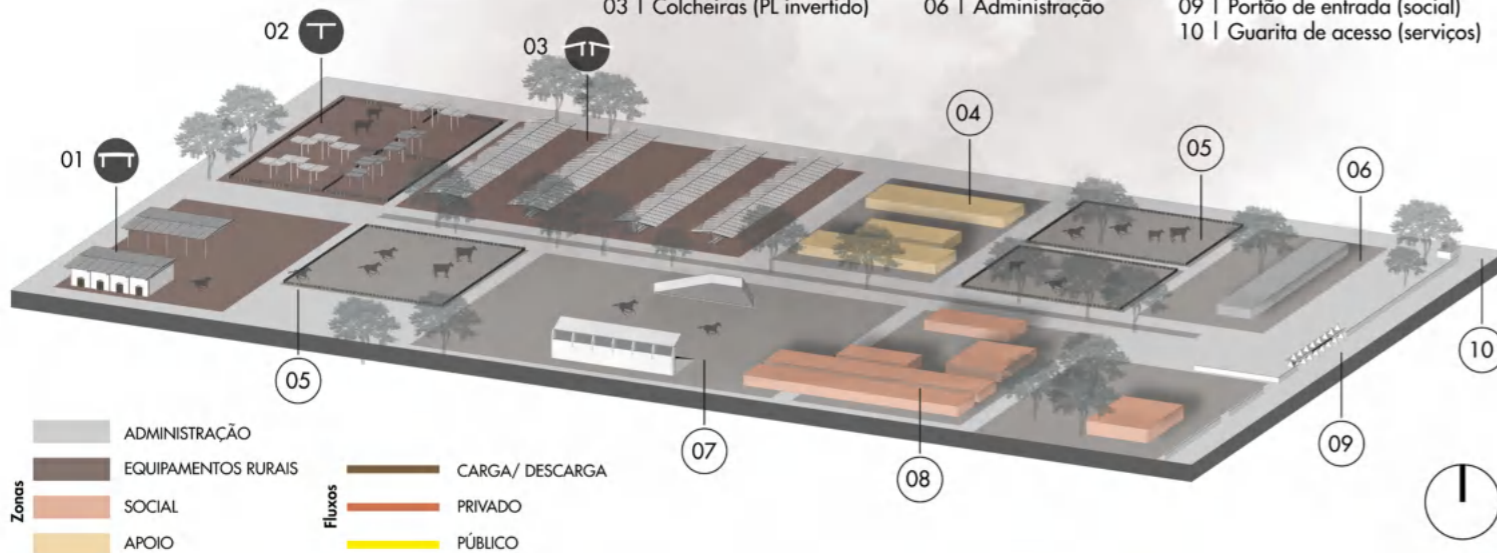 03 | Colcheiras (PL invertido)
06 | Administração
09 | Portão de entrada (social)
10 | Guarita de acesso (serviços)
02
03
04
05
06
01
05
07
08
09
10
Zonas
ADMINISTRAÇÃO
EQUIPAMENTOS RURAIS
SOCIAL
APOIO
Fluxos
CARGA/ DESCARGA
PRIVADO
PÚBLICO